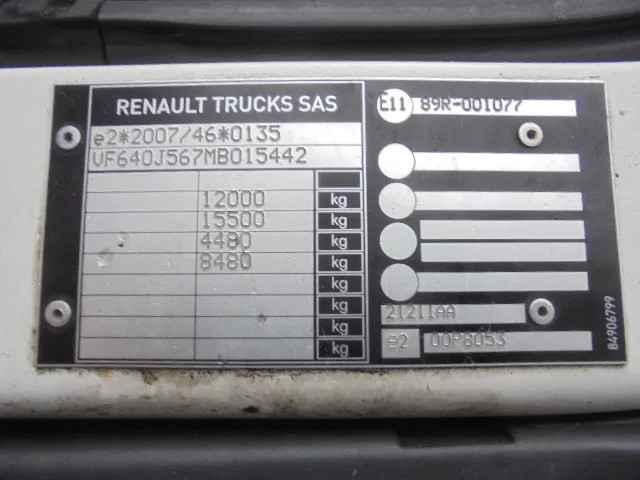 RENAULT TRUCKS SAS
e2*2007/46*0135
VF640J567MB015442
12000 kg
15500 kg
4480 kg
8480 kg
kg
kg
kg
kg
E11 89R-001077
21211AA
e2 00P8053
84906799